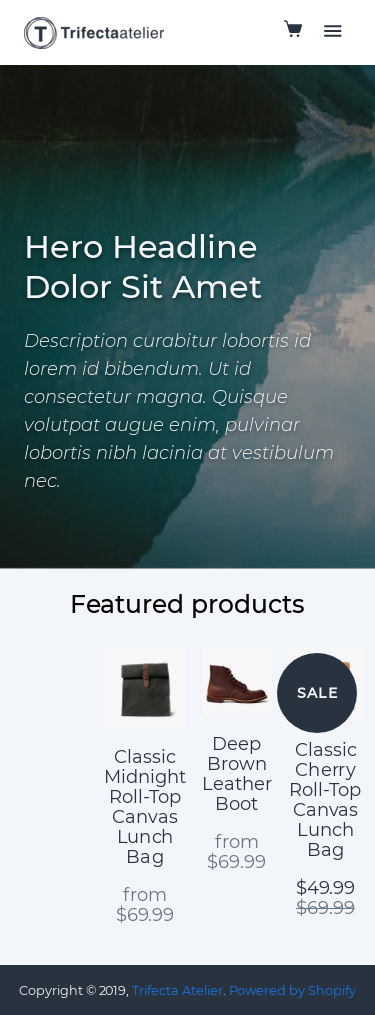 Trifectaatelier
Hero Headline
Dolor Sit Amet
Description curabitur lobortis id
lorem id bibendum. Ut id
consectetur magna. Quisque
volutpat augue enim, pulvinar
lobortis nibh lacinia at vestibulum
nec.
Featured products
Classic
Midnight
Roll-Top
Canvas
Lunch
Bag
from
$69.99
Deep
Brown
Leather
Boot
from
$69.99
SALE
Classic
Cherry
Roll-Top
Canvas
Lunch
Bag
$49.99
$69.99
Copyright © 2019, Trifecta Atelier. Powered by Shopify